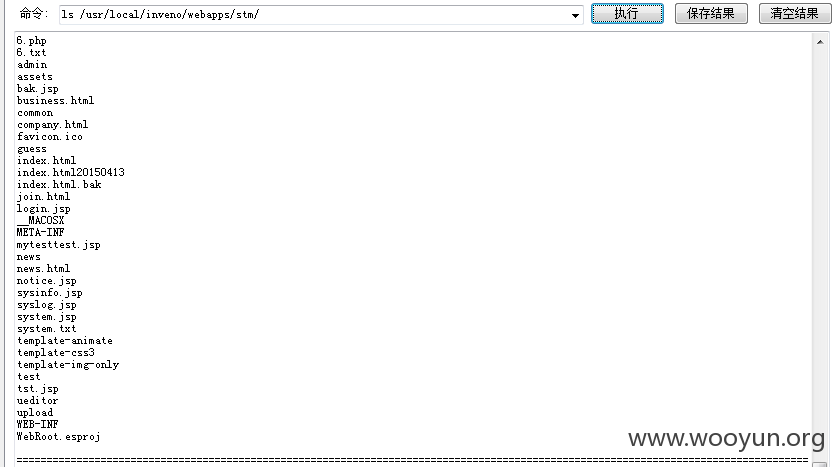 命令: ls /usr/local/inveno/webapps/stm/ 执行 保存结果 清空结果
6.php
6.txt
admin
assets
bak.jsp
business.html
common
company.html
favicon.ico
guess
index.html
index.html20150413
index.html.bak
join.html
login.jsp
__MACOSX
META-INF
mytesttest.jsp
news
news.html
notice.jsp
sysinfo.jsp
syslog.jsp
system.jsp
system.txt
template-animate
template-css3
template-img-only
test
tst.jsp
ueditor
upload
WEB-INF
WebRoot.esproj
www.wooyun.org